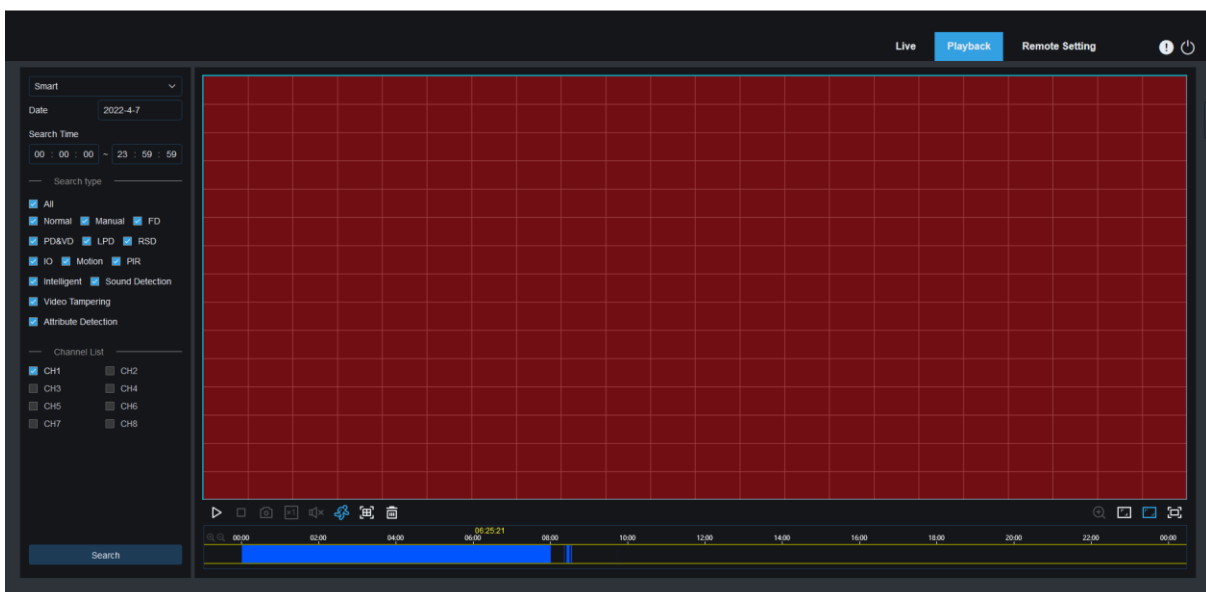 Live Playback Remote Setting
Smart
Date 2022-4-7
Search Time
00 : 00 : 00 ~ 23 : 59 : 59
Search type
All
Normal Manual FD
PD&VD LPD RSD
IO Motion PIR
Intelligent Sound Detection
Video Tampering
Attribute Detection
Channel List
CH1 CH2
CH3 CH4
CH5 CH6
CH7 CH8
Search
×1
06:25:21
00:00 02:00 04:00 06:00 08:00 10:00 12:00 14:00 16:00 18:00 20:00 22:00 00:00